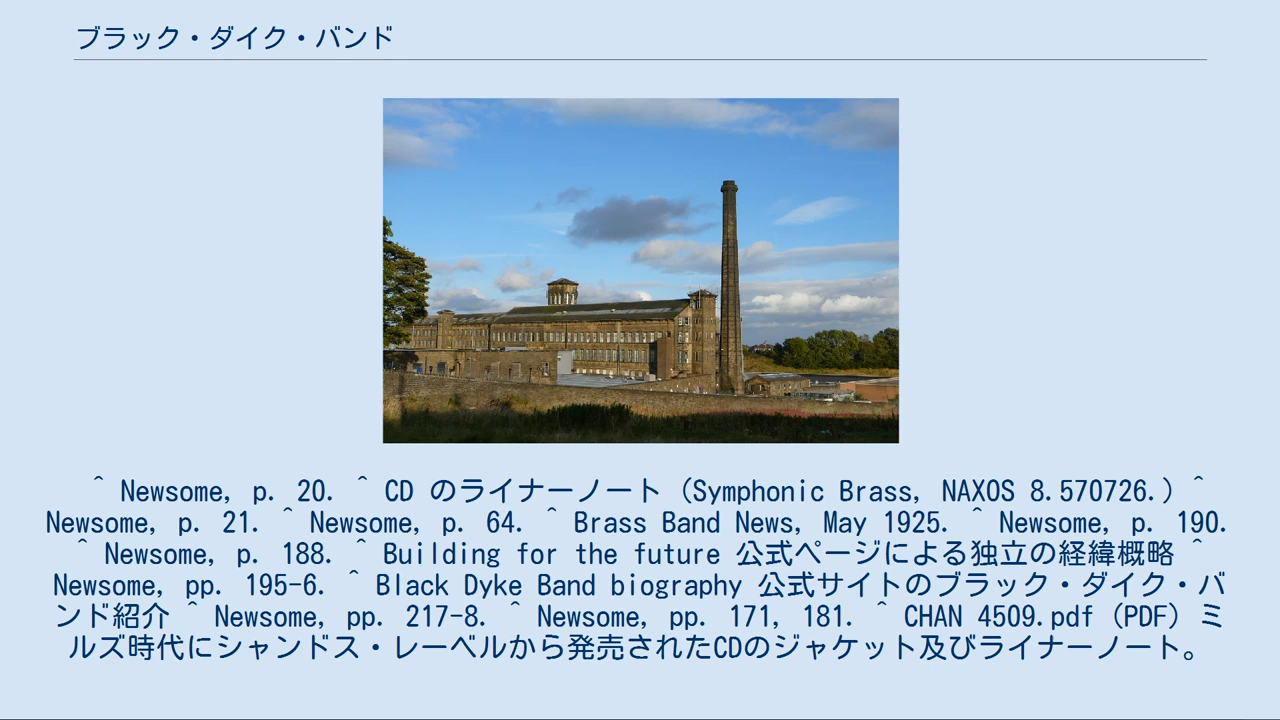 ブラック・ダイク・バンド
^ Newsome, p. 20. ^ CD のライナーノート (Symphonic Brass, NAXOS 8.570726.) ^
Newsome, p. 21. ^ Newsome, p. 64. ^ Brass Band News, May 1925. ^ Newsome, p. 190.
^ Newsome, p. 188. ^ Building for the future 公式ページによる独立の経緯概略 ^
Newsome, pp. 195-6. ^ Black Dyke Band biography 公式サイトのブラック・ダイク・バ
ンド紹介 ^ Newsome, pp. 217-8. ^ Newsome, pp. 171, 181. ^ CHAN 4509.pdf (PDF) ミ
ルズ時代にシャンドス・レーベルから発売されたCDのジャケット及びライナーノート。